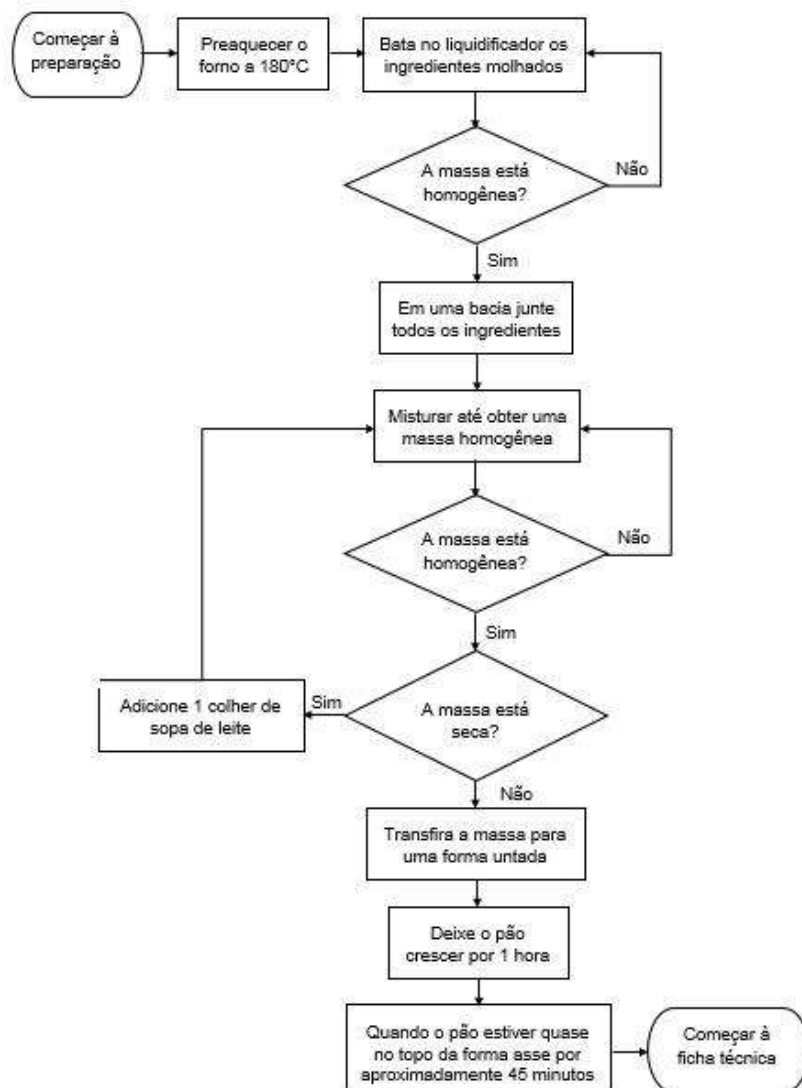 Começar à
preparação
Preaquecer o
forno a 180°C
Bata no liquidificador os
ingredientes molhados
A massa está
homogênea?
Não
Sim
Em uma bacia junte
todos os ingredientes
Misturar até obter uma
massa homogênea
A massa está
homogênea?
Não
Sim
A massa está
seca?
Sim
Adicione 1 colher de
sopa de leite
Não
Transfira a massa para
uma forma untada
Deixe o pão
crescer por 1 hora
Quando o pão estiver quase
no topo da forma asse por
aproximadamente 45 minutos
Começar à
ficha técnica